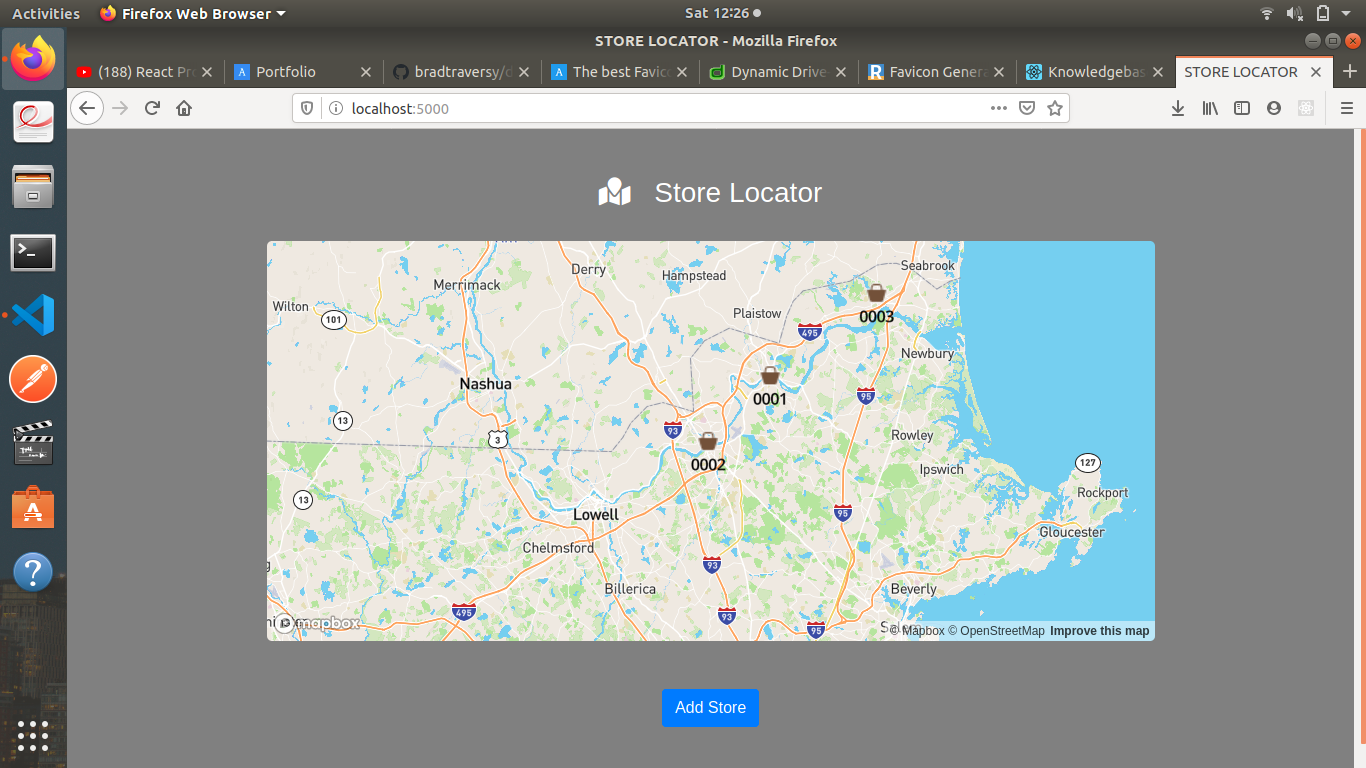 Activities Firefox Web Browser Sat 12:26
STORE LOCATOR - Mozilla Firefox
(188) React Pr Portfolio bradtraversy/d The best Favic Dynamic Drive Favicon Genera Knowledgebas STORE LOCATOR
localhost:5000
Store Locator
Seabrook
Derry
Hampstead
Merrimack
0003
Wilton
Plaistow
101
495
Newbury
Nashua
0001
95
13
93
Rowley
3
0002
Ipswich
127
13
Rockport
Lowell
95
Gloucester
Chelmsford
93
Billerica
Beverly
495
93
mapbox
95
Salem
© Mapbox © OpenStreetMap Improve this map
Add Store